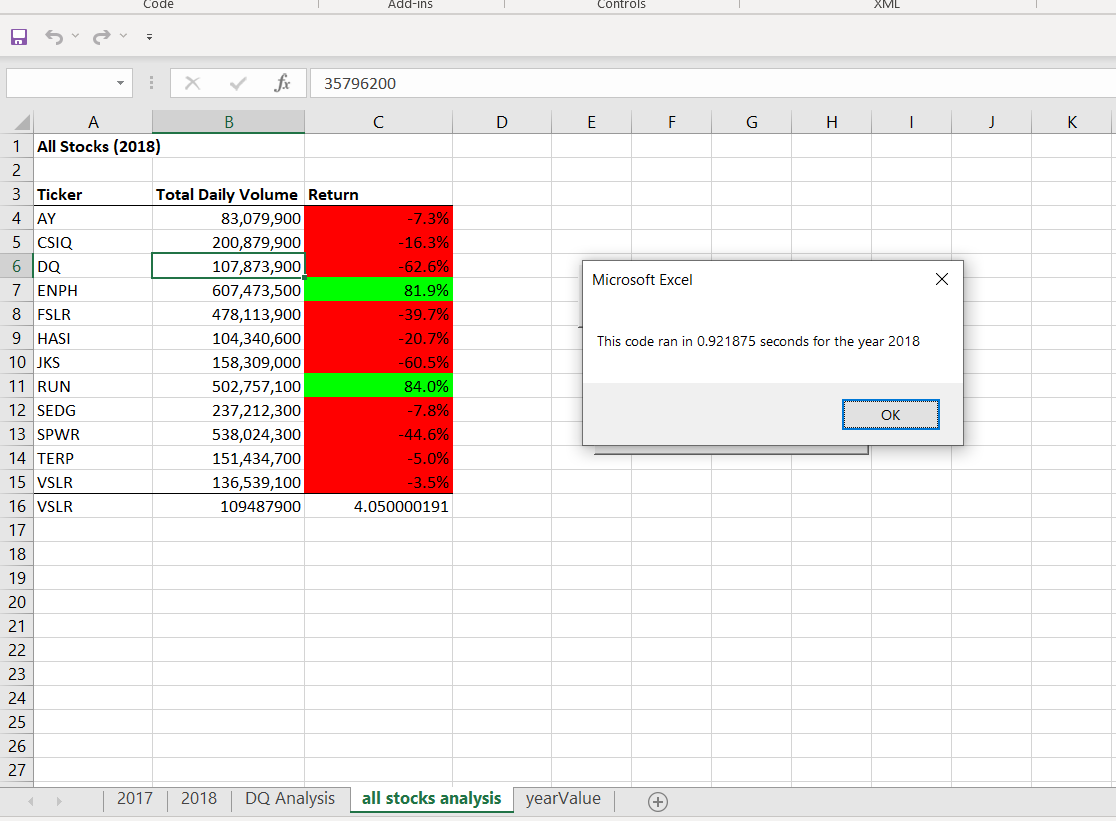 Code Add-ins Controls XML
fx 35796200
A B C D E F G H I J K
1 All Stocks (2018)
2
3 Ticker Total Daily Volume Return
4 AY 83,079,900 -7.3%
5 CSIQ 200,879,900 -16.3%
6 DQ 107,873,900 -62.6%
7 ENPH 607,473,500 81.9%
8 FSLR 478,113,900 -39.7%
9 HASI 104,340,600 -20.7%
10 JKS 158,309,000 -60.5%
11 RUN 502,757,100 84.0%
12 SEDG 237,212,300 -7.8%
13 SPWR 538,024,300 -44.6%
14 TERP 151,434,700 -5.0%
15 VSLR 136,539,100 -3.5%
16 VSLR 109487900 4.050000191
17
18
19
20
21
22
23
24
25
26
27
Microsoft Excel
This code ran in 0.921875 seconds for the year 2018
OK
2017 2018 DQ Analysis all stocks analysis yearValue